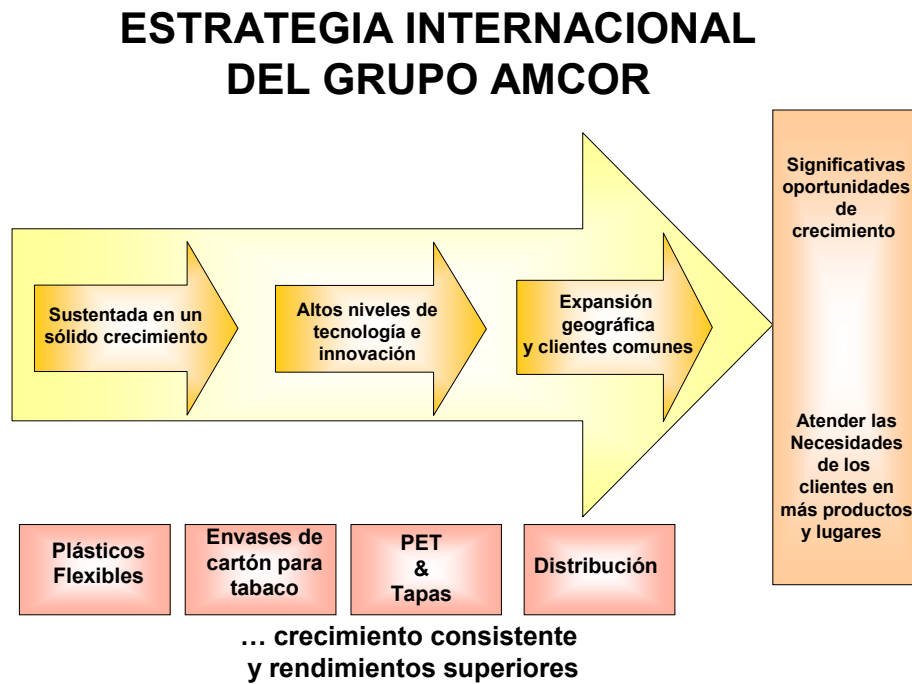 ESTRATEGIA INTERNACIONAL
DEL GRUPO AMCOR
Sustentada en un
sólido crecimiento
Altos niveles de
tecnología e
innovación
Expansión
geográfica
y clientes comunes
Significativas
oportunidades
de
crecimiento
Atender las
Necesidades
de los
clientes en
más productos
y lugares
Plásticos
Flexibles
Envases de
cartón para
tabaco
PET
&
Tapas
Distribución
... crecimiento consistente
y rendimientos superiores